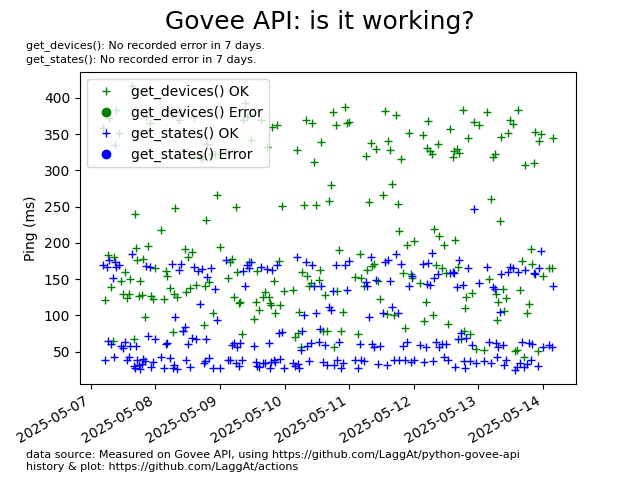 Govee API: is it working?
get_devices(): No recorded error in 7 days.
get_states(): No recorded error in 7 days.
get_devices() OK
get_devices() Error
get_states() OK
get_states() Error
Ping (ms)
400
350
300
250
200
150
100
50
2025-05-07
2025-05-08
2025-05-09
2025-05-10
2025-05-11
2025-05-12
2025-05-13
2025-05-14
data source: Measured on Govee API, using https://github.com/LaggAt/python-govee-api
history & plot: https://github.com/LaggAt/actions